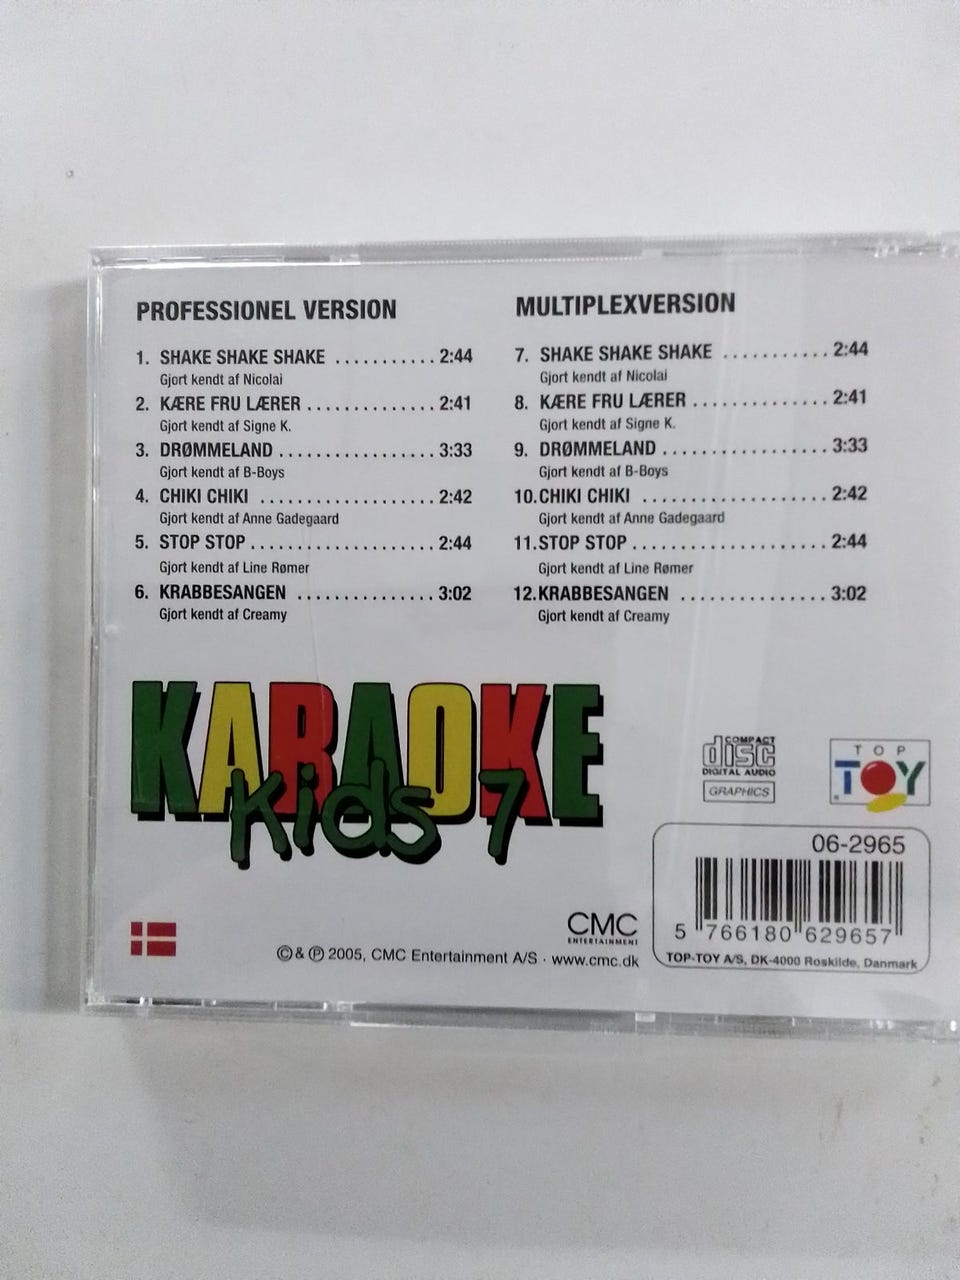 PROFESSIONEL VERSION
1. SHAKE SHAKE SHAKE ........... 2:44
Gjort kendt af Nicolai
2. KÆRE FRU LÆRER .............. 2:41
Gjort kendt af Signe K.
3. DRØMMELAND ................. 3:33
Gjort kendt af B-Boys
4. CHIKI CHIKI ................... 2:42
Gjort kendt af Anne Gadegaard
5. STOP STOP .................... 2:44
Gjort kendt af Line Rømer
6. KRABBESANGEN ............... 3:02
Gjort kendt af Creamy
MULTIPLEXVERSION
7. SHAKE SHAKE SHAKE ........... 2:44
Gjort kendt af Nicolai
8. KÆRE FRU LÆRER .............. 2:41
Gjort kendt af Signe K.
9. DRØMMELAND ................. 3:33
Gjort kendt af B-Boys
10.CHIKI CHIKI ................... 2:42
Gjort kendt af Anne Gadegaard
11.STOP STOP .................... 2:44
Gjort kendt af Line Rømer
12.KRABBESANGEN ............... 3:02
Gjort kendt af Creamy
KARAOKE
Kids 7
COMPACT
disc
DIGITAL AUDIO
GRAPHICS
TOP
TOY
06-2965
5 766180 629657
TOP-TOY A/S, DK-4000 Roskilde, Danmark
CMC
ENTERTAINMENT
©& ℗ 2005, CMC Entertainment A/S · www.cmc.dk